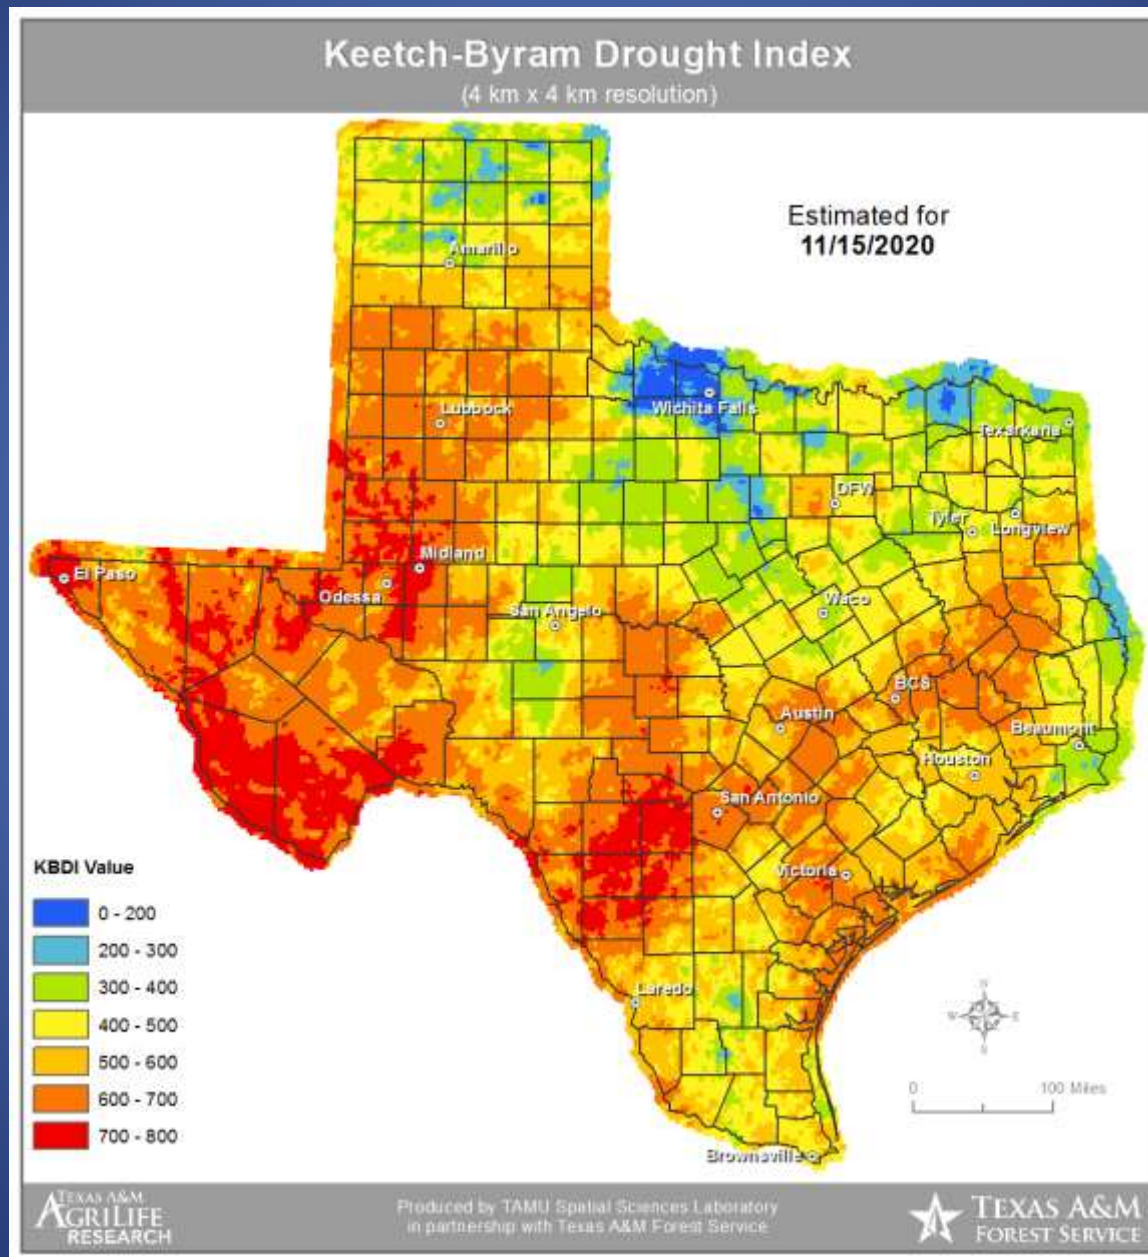 Keetch-Byram Drought Index
(4 km x 4 km resolution)
Estimated for
11/15/2020
Amarillo
Lubbock
Wichita Falls
Texarkana
DFW
Tyler
Longview
Midland
El Paso
Odessa
San Angelo
Waco
BCS
Austin
Beaumont
Houston
San Antonio
Victoria
Laredo
Brownsville
KBDI Value
0 - 200
200 - 300
300 - 400
400 - 500
500 - 600
600 - 700
700 - 800
N
W
E
S
0 100 Miles
TEXAS A&M
AGRILIFE
RESEARCH
Produced by TAMU Spatial Sciences Laboratory
in partnership with Texas A&M Forest Service
TEXAS A&M
FOREST SERVICE